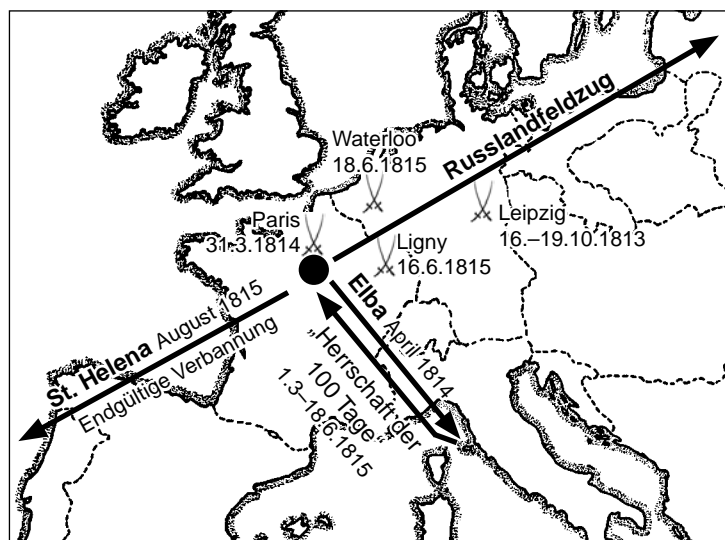 Russlandfeldzug
Waterloo
18.6.1815
Paris
31.3.1814
Leipzig
16.–19.10.1813
Ligny
16.6.1815
Elba April 1814
St. Helena August 1815
Endgültige Verbannung
„Herrschaft der
100 Tage“
1.3–18.6.1815